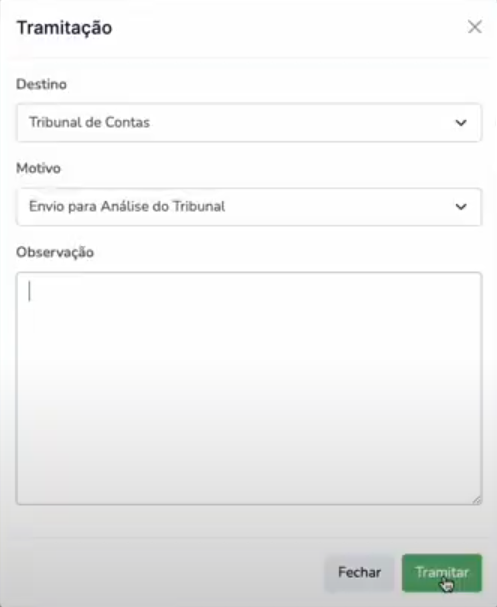 Tramitação
Destino
Tribunal de Contas
Motivo
Envio para Análise do Tribunal
Observação
Fechar
Tramitar